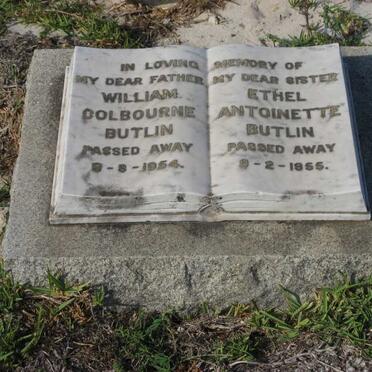 IN LOVING MEMORY OF
MY DEAR FATHER
WILLIAM
COLBOURNE
BUTLIN
PASSED AWAY
9-8-1954.
MY DEAR SISTER
ETHEL
ANTOINETTE
BUTLIN
PASSED AWAY
9-2-1955.